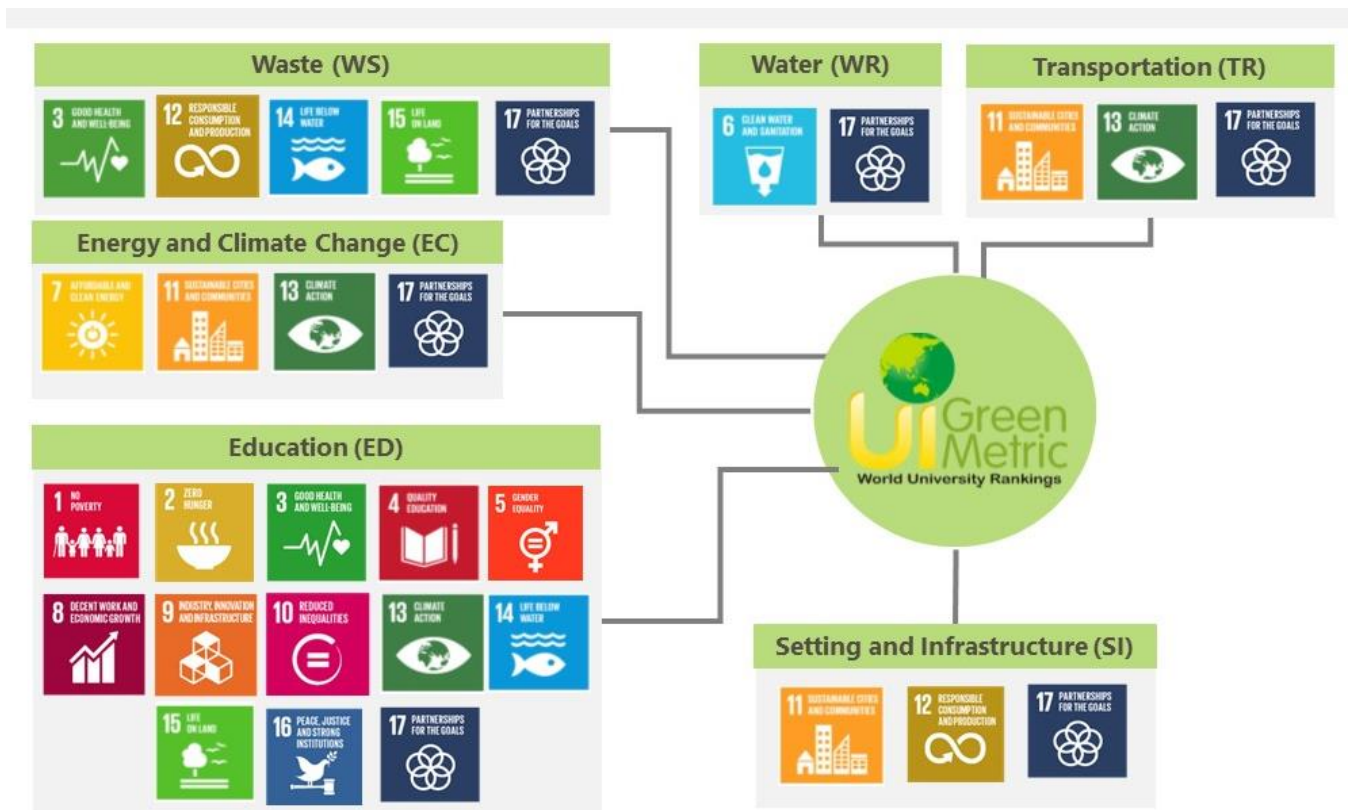 Waste (WS)
3 GOOD HEALTH
AND WELL-BEING
12 RESPONSIBLE
CONSUMPTION
AND PRODUCTION
14 LIFE BELOW
WATER
15 LIFE
ON LAND
17 PARTNERSHIPS
FOR THE GOALS
Water (WR)
6 CLEAN WATER
AND SANITATION
17 PARTNERSHIPS
FOR THE GOALS
Transportation (TR)
11 SUSTAINABLE CITIES
AND COMMUNITIES
13 CLIMATE
ACTION
17 PARTNERSHIPS
FOR THE GOALS
Energy and Climate Change (EC)
7 AFFORDABLE AND
CLEAN ENERGY
11 SUSTAINABLE CITIES
AND COMMUNITIES
13 CLIMATE
ACTION
17 PARTNERSHIPS
FOR THE GOALS
UI Green
Metric
World University Rankings
Education (ED)
1 NO
POVERTY
2 ZERO
HUNGER
3 GOOD HEALTH
AND WELL-BEING
4 QUALITY
EDUCATION
5 GENDER
EQUALITY
8 DECENT WORK AND
ECONOMIC GROWTH
9 INDUSTRY, INNOVATION
AND INFRASTRUCTURE
10 REDUCED
INEQUALITIES
13 CLIMATE
ACTION
14 LIFE BELOW
WATER
15 LIFE
ON LAND
16 PEACE, JUSTICE
AND STRONG
INSTITUTIONS
17 PARTNERSHIPS
FOR THE GOALS
Setting and Infrastructure (SI)
11 SUSTAINABLE CITIES
AND COMMUNITIES
12 RESPONSIBLE
CONSUMPTION
AND PRODUCTION
17 PARTNERSHIPS
FOR THE GOALS